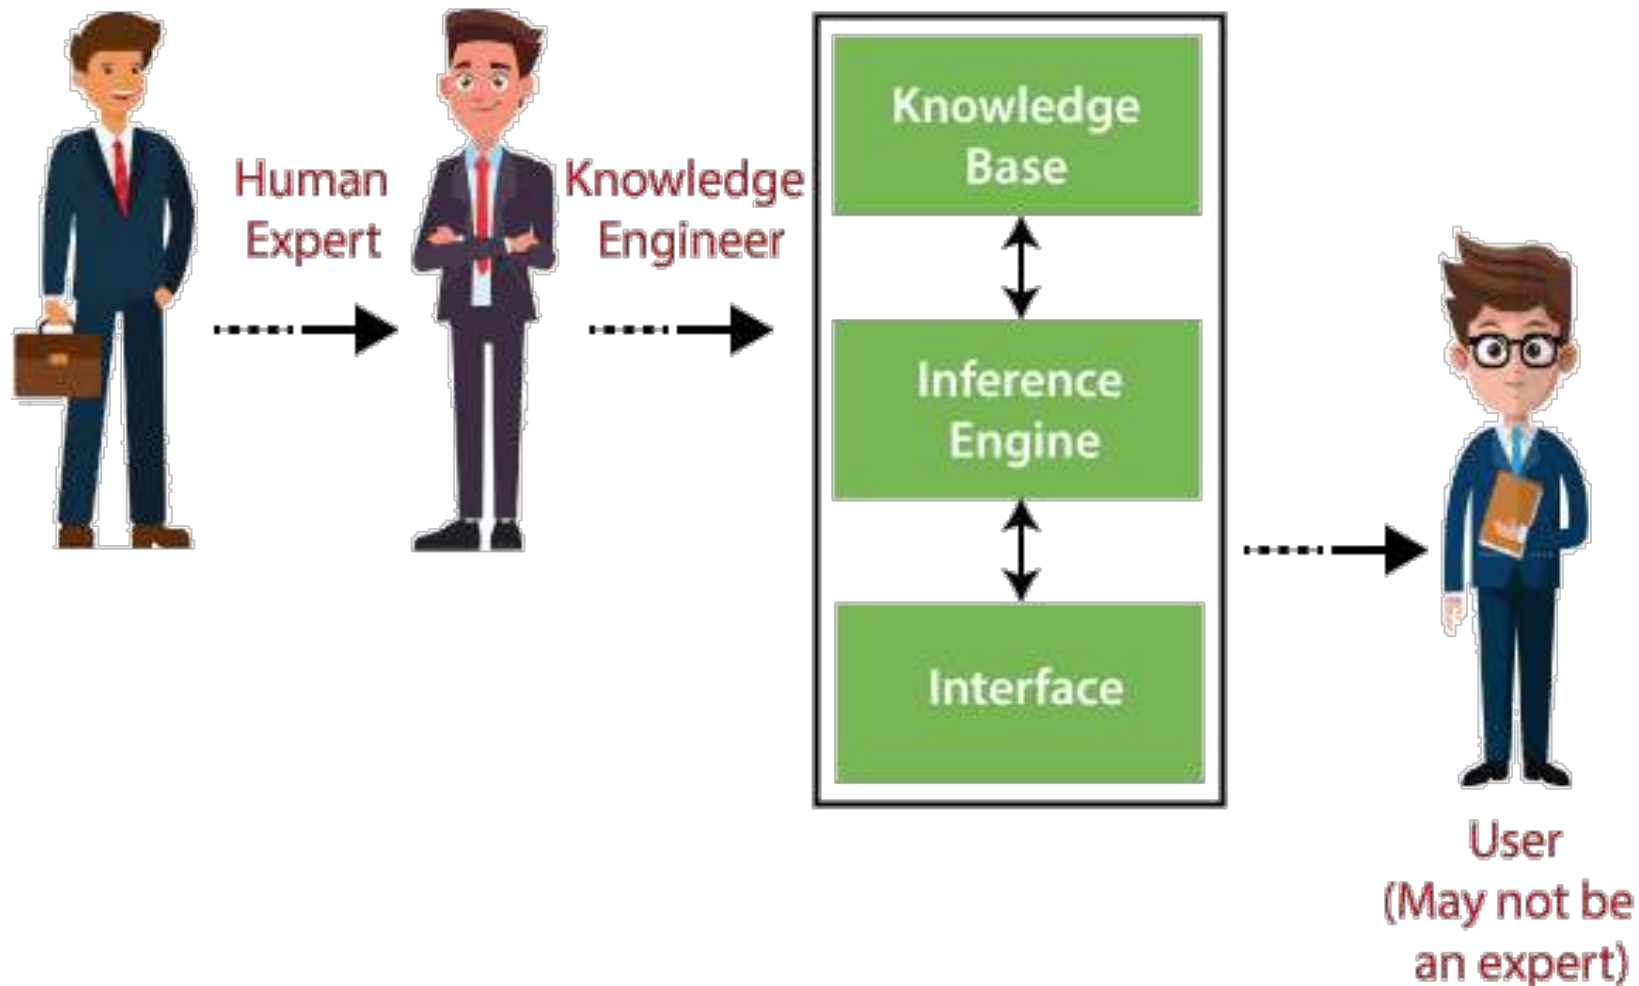 Human
Expert
Knowledge
Engineer
Knowledge
Base
Inference
Engine
Interface
User
(May not be
an expert)